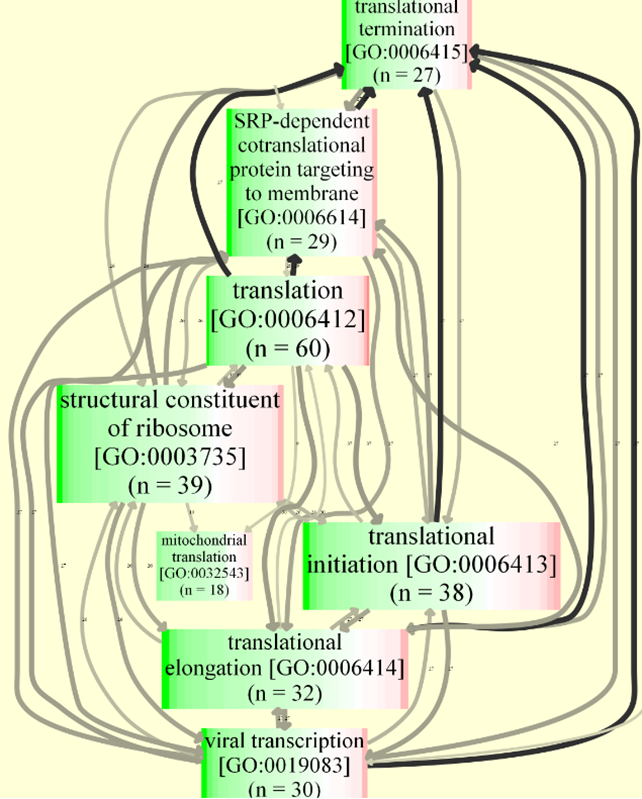 translational
termination
[GO:0006415]
(n = 27)
SRP-dependent
cotranslational
protein targeting
to membrane
[GO:0006614]
(n = 29)
translation
[GO:0006412]
(n = 60)
structural constituent
of ribosome
[GO:0003735]
(n = 39)
mitochondrial
translation
[GO:0032543]
(n = 18)
translational
initiation [GO:0006413]
(n = 38)
translational
elongation [GO:0006414]
(n = 32)
viral transcription
[GO:0019083]
(n = 30)